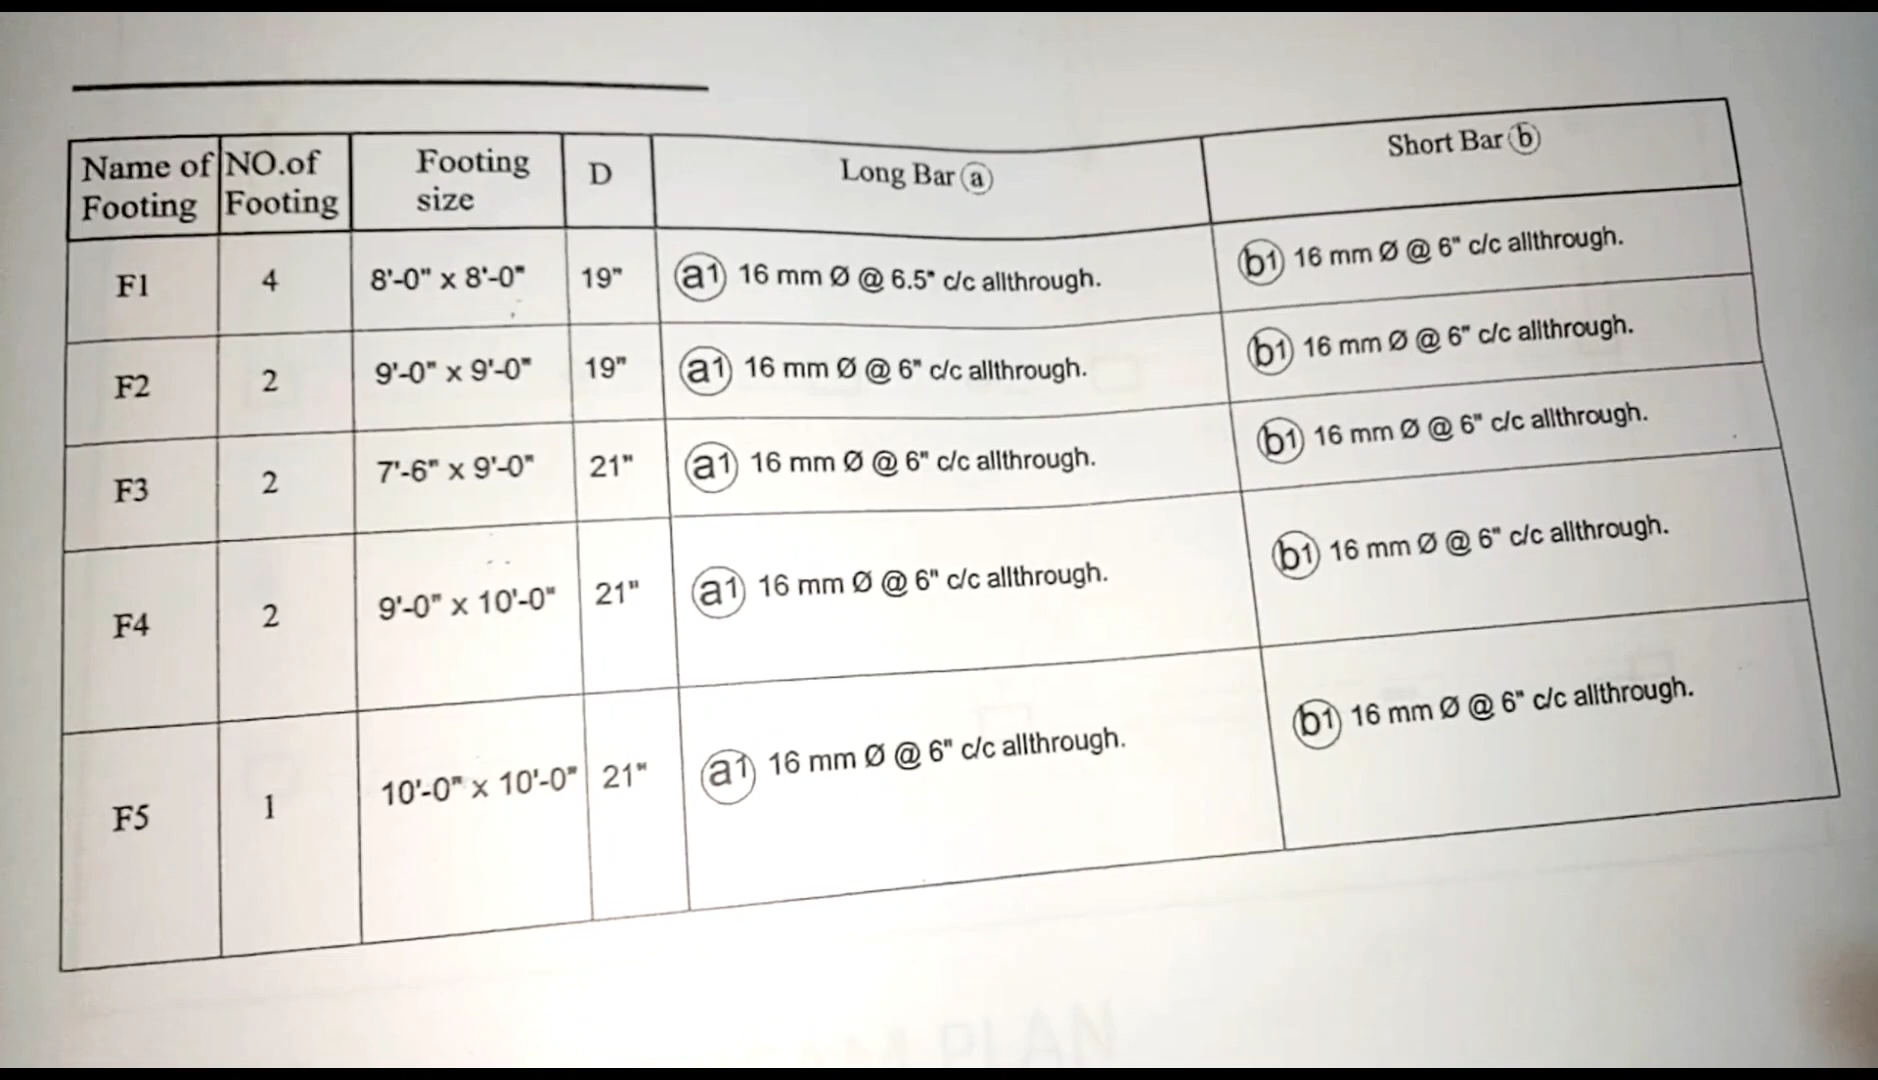 Name of Footing NO.of Footing Footing size D Long Bar a Short Bar b
F1 4 8'-0" x 8'-0" 19" a1 16 mm Ø @ 6.5" c/c allthrough. b1 16 mm Ø @ 6" c/c allthrough.
F2 2 9'-0" x 9'-0" 19" a1 16 mm Ø @ 6" c/c allthrough. b1 16 mm Ø @ 6" c/c allthrough.
F3 2 7'-6" x 9'-0" 21" a1 16 mm Ø @ 6" c/c allthrough. b1 16 mm Ø @ 6" c/c allthrough.
F4 2 9'-0" x 10'-0" 21" a1 16 mm Ø @ 6" c/c allthrough. b1 16 mm Ø @ 6" c/c allthrough.
F5 1 10'-0" x 10'-0" 21" a1 16 mm Ø @ 6" c/c allthrough. b1 16 mm Ø @ 6" c/c allthrough.
PLAN